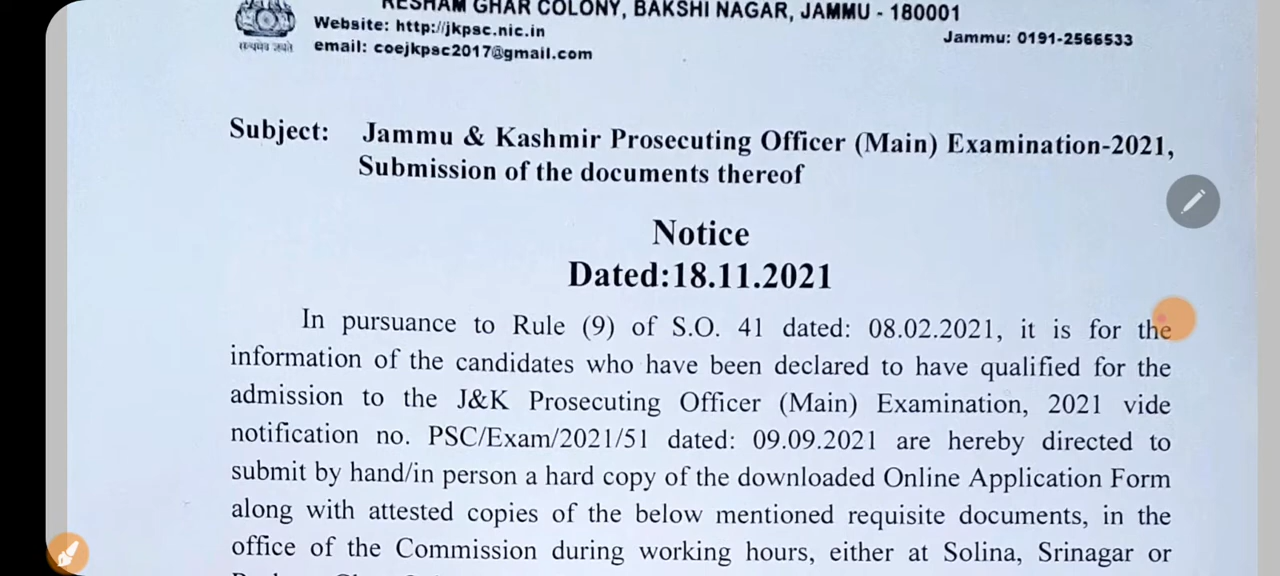 RESHAM GHAR COLONY, BAKSHI NAGAR, JAMMU - 180001
Website: http://jkpsc.nic.in
Jammu: 0191-2566533
सत्यमेव जयते
email: coejkpsc2017@gmail.com
Subject: Jammu & Kashmir Prosecuting Officer (Main) Examination-2021,
Submission of the documents thereof
Notice
Dated:18.11.2021
In pursuance to Rule (9) of S.O. 41 dated: 08.02.2021, it is for the
information of the candidates who have been declared to have qualified for the
admission to the J&K Prosecuting Officer (Main) Examination, 2021 vide
notification no. PSC/Exam/2021/51 dated: 09.09.2021 are hereby directed to
submit by hand/in person a hard copy of the downloaded Online Application Form
along with attested copies of the below mentioned requisite documents, in the
office of the Commission during working hours, either at Solina, Srinagar or